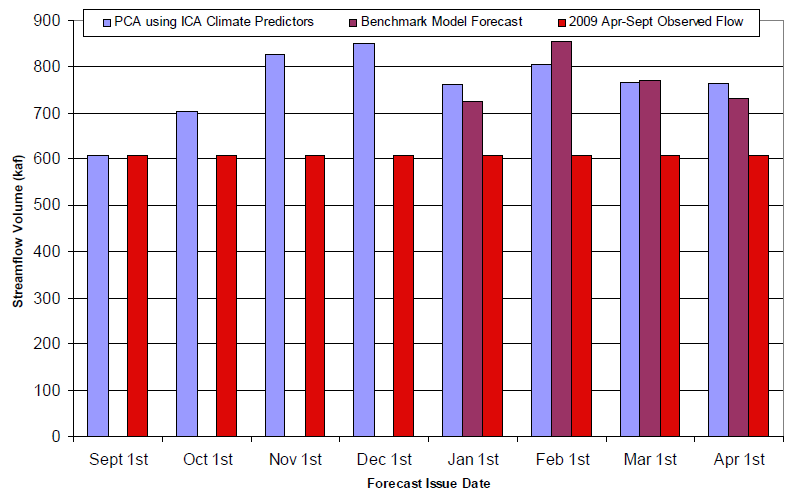 PCA using ICA Climate Predictors
Benchmark Model Forecast
2009 Apr-Sept Observed Flow
900
800
700
600
500
400
300
200
100
0
Streamflow Volume (kaf)
Sept 1st
Oct 1st
Nov 1st
Dec 1st
Jan 1st
Feb 1st
Mar 1st
Apr 1st
Forecast Issue Date